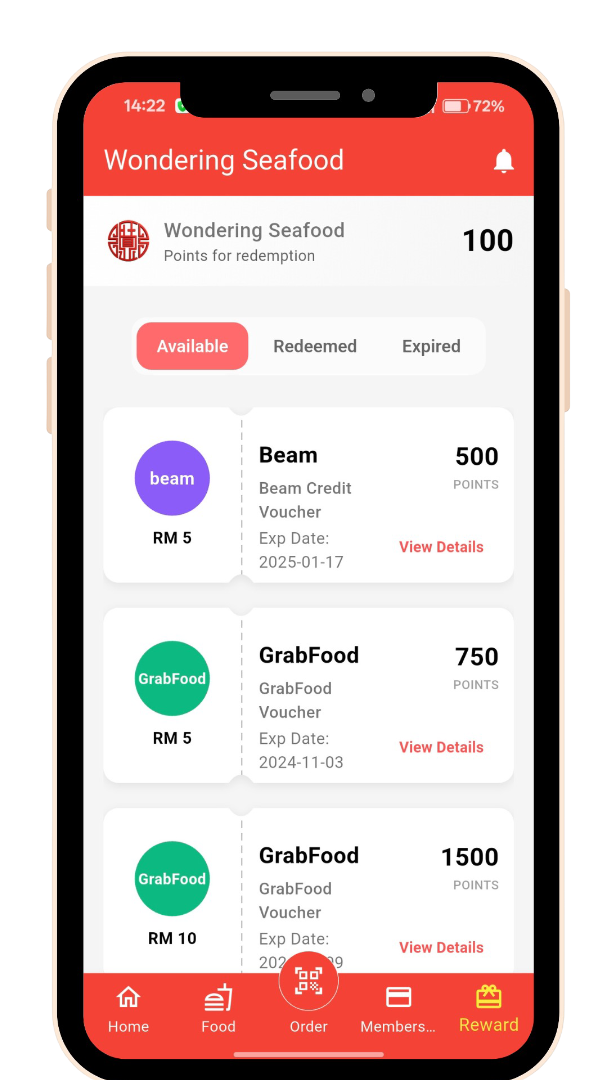 14:22
72%
Wondering Seafood
Wondering Seafood
Points for redemption
100
Available
Redeemed
Expired
beam
RM 5
Beam
Beam Credit
Voucher
Exp Date:
2025-01-17
500
POINTS
View Details
GrabFood
RM 5
GrabFood
GrabFood
Voucher
Exp Date:
2024-11-03
750
POINTS
View Details
GrabFood
RM 10
GrabFood
GrabFood
Voucher
Exp Date:
1500
POINTS
View Details
Home
Food
Order
Members...
Reward